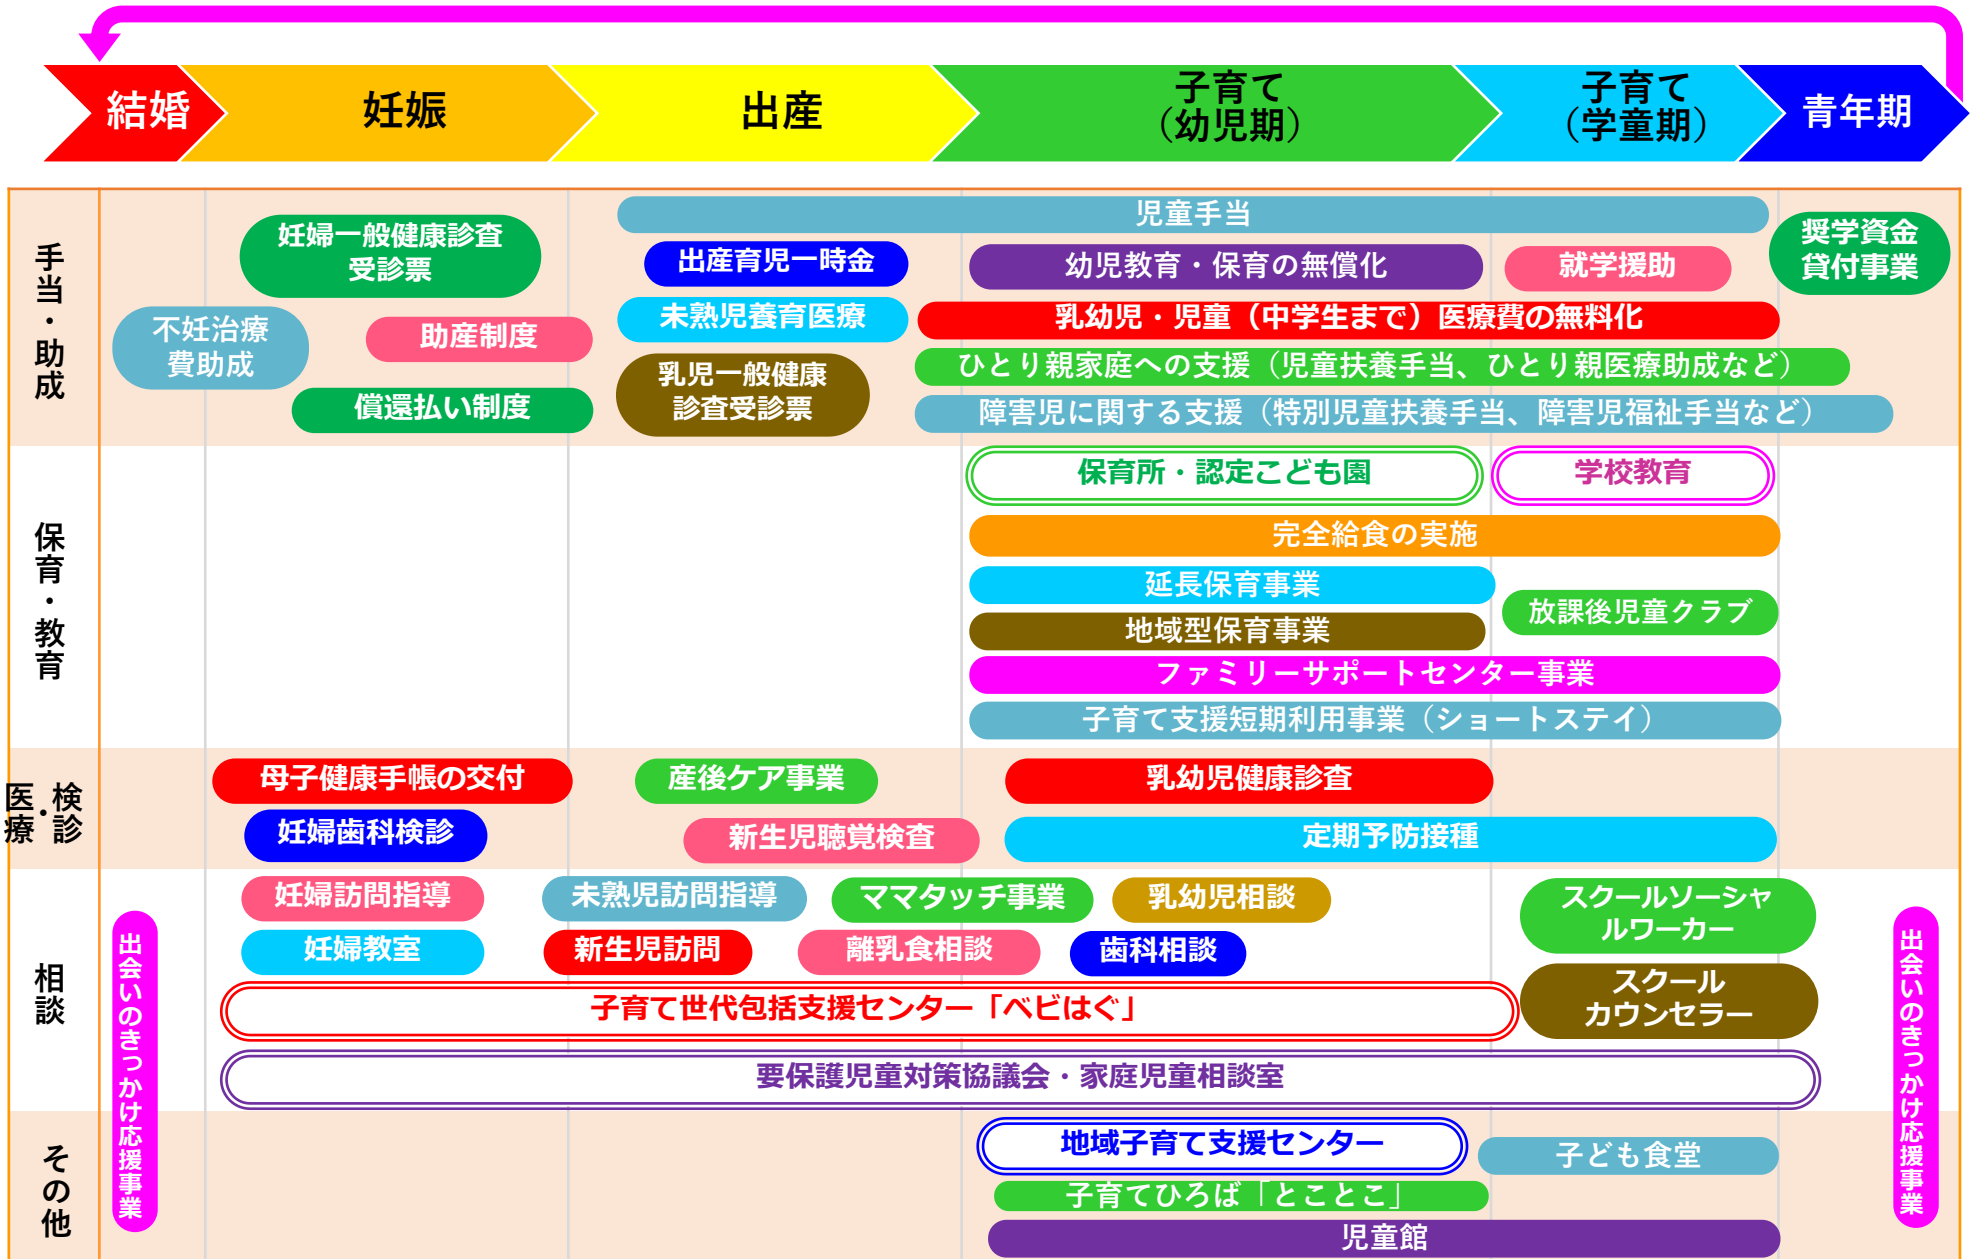 結婚
妊娠
出産
子育て
（幼児期）
子育て
（学童期）
青年期
手当・助成
児童手当
妊婦一般健康診査
受診票
奨学資金
貸付事業
出産育児一時金
幼児教育・保育の無償化
就学援助
不妊治療
費助成
助産制度
未熟児養育医療
乳幼児・児童（中学生まで）医療費の無料化
乳児一般健康
診査受診票
ひとり親家庭への支援（児童扶養手当、ひとり親医療助成など）
償還払い制度
障害児に関する支援（特別児童扶養手当、障害児福祉手当など）
保育・教育
保育所・認定こども園
学校教育
完全給食の実施
延長保育事業
放課後児童クラブ
地域型保育事業
ファミリーサポートセンター事業
子育て支援短期利用事業（ショートステイ）
検診・医療
母子健康手帳の交付
産後ケア事業
乳幼児健康診査
妊婦歯科検診
新生児聴覚検査
定期予防接種
相談
妊婦訪問指導
未熟児訪問指導
ママタッチ事業
乳幼児相談
スクールソーシャ
ルワーカー
妊婦教室
新生児訪問
離乳食相談
歯科相談
スクール
カウンセラー
子育て世代包括支援センター「ベビはぐ」
要保護児童対策協議会・家庭児童相談室
出会いのきっかけ応援事業
出会いのきっかけ応援事業
その他
地域子育て支援センター
子ども食堂
子育てひろば「とことこ」
児童館